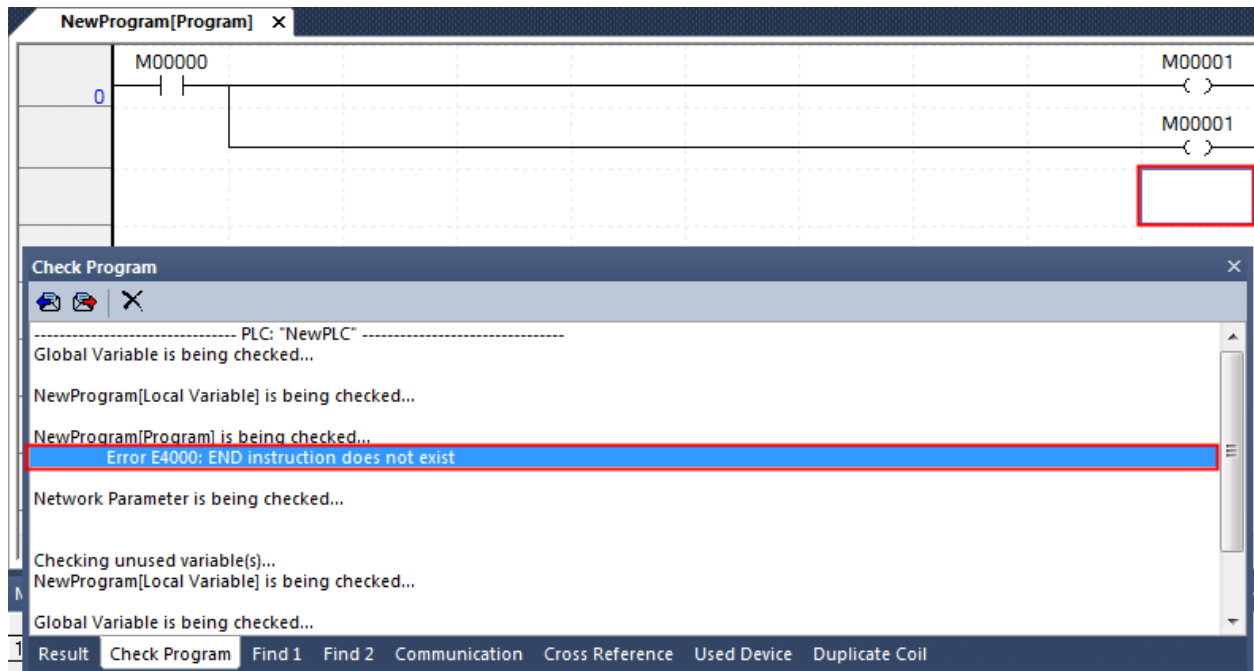 NewProgram[Program] ×
M00000 M00001
0
M00001
Check Program
-------------------------------- PLC: "NewPLC" --------------------------------
Global Variable is being checked...
NewProgram[Local Variable] is being checked...
NewProgram[Program] is being checked...
Error E4000: END instruction does not exist
Network Parameter is being checked...
Checking unused variable(s)...
NewProgram[Local Variable] is being checked...
Global Variable is being checked...
1
Result Check Program Find 1 Find 2 Communication Cross Reference Used Device Duplicate Coil